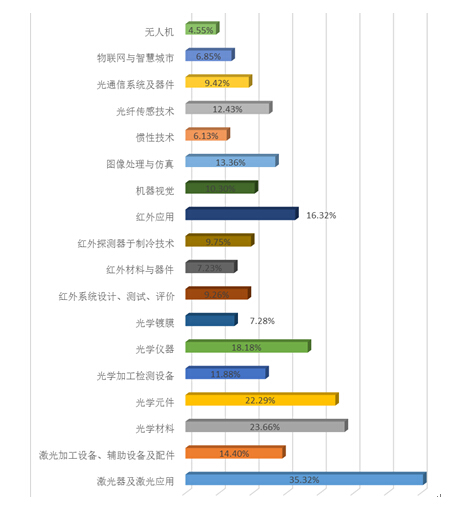 无人机 4.55%
物联网与智慧城市 6.85%
光通信系统及器件 9.42%
光纤传感技术 12.43%
惯性技术 6.13%
图像处理与仿真 13.36%
机器视觉
红外应用 16.32%
红外探测器于制冷技术 9.75%
红外材料与器件 7.23%
红外系统设计、测试、评价 9.26%
光学镀膜 7.28%
光学仪器 18.18%
光学加工检测设备 11.88%
光学元件 22.29%
光学材料 23.66%
激光加工设备、辅助设备及配件 14.40%
激光器及激光应用 35.32%